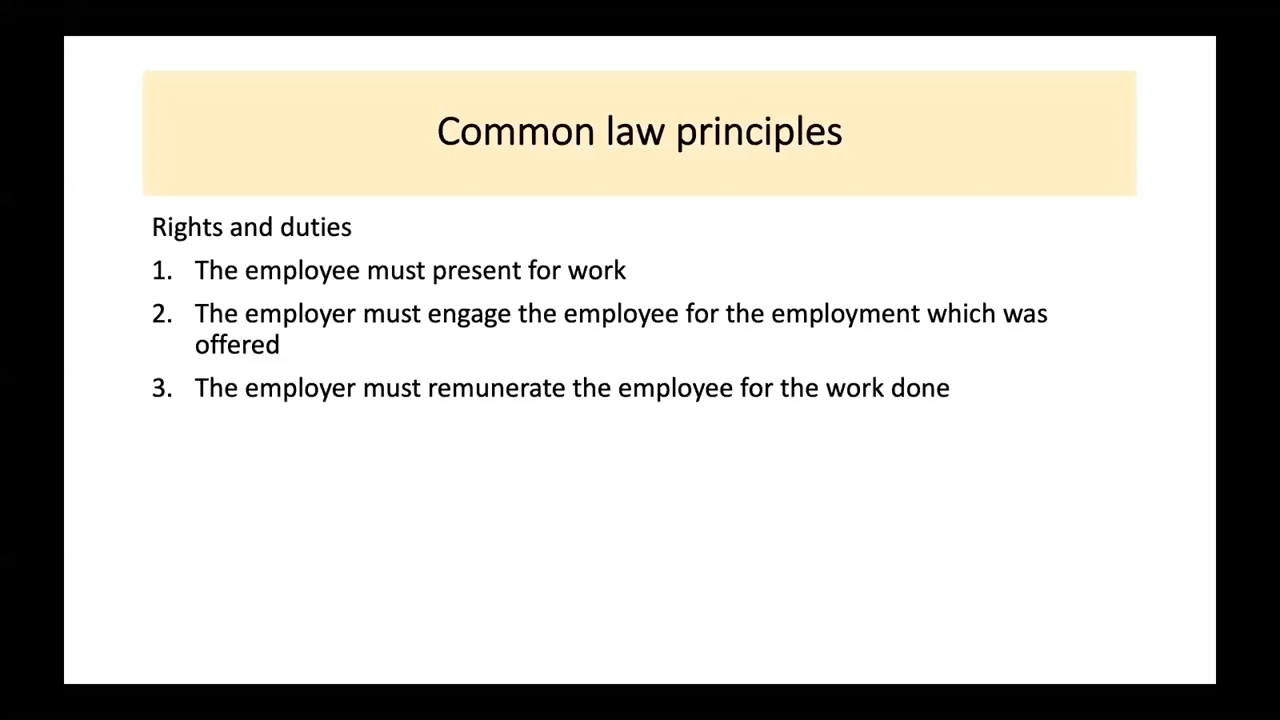 Common law principles
Rights and duties
1. The employee must present for work
2. The employer must engage the employee for the employment which was
offered
3. The employer must remunerate the employee for the work done